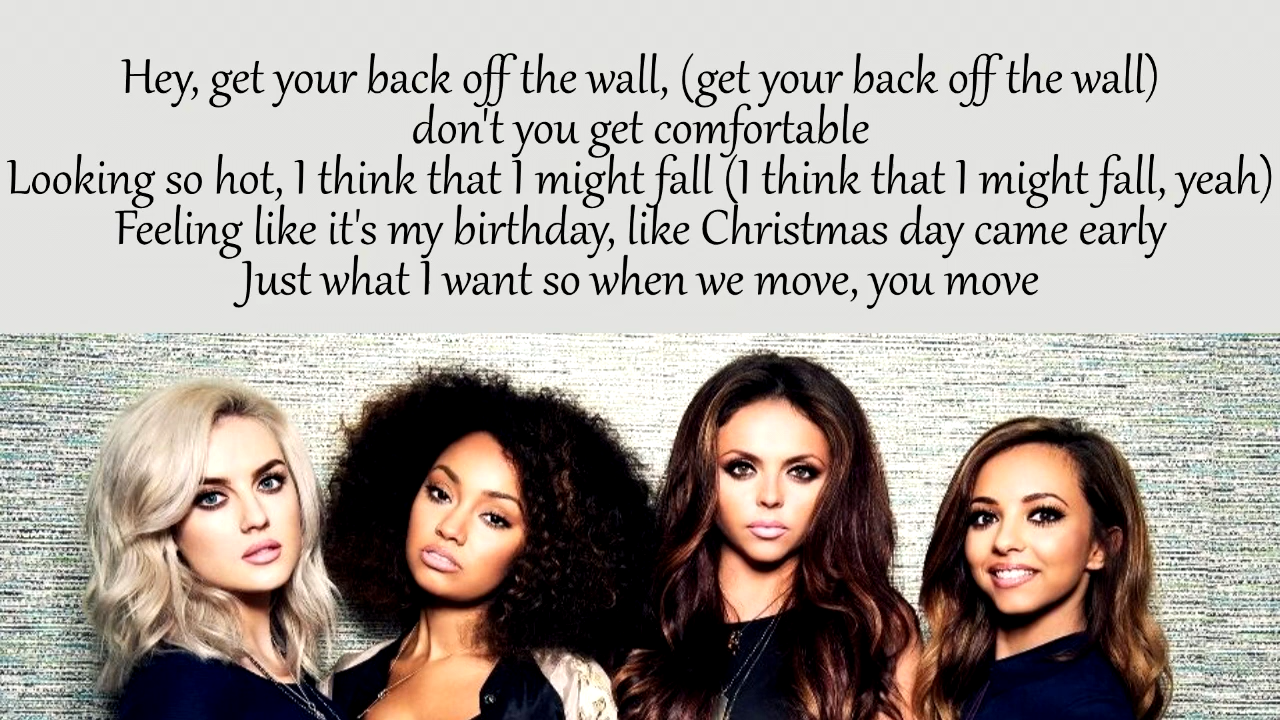 Hey, get your back off the wall, (get your back off the wall)
don't you get comfortable
Looking so hot, I think that I might fall (I think that I might fall, yeah)
Feeling like it's my birthday, like Christmas day came early
Just what I want so when we move, you move